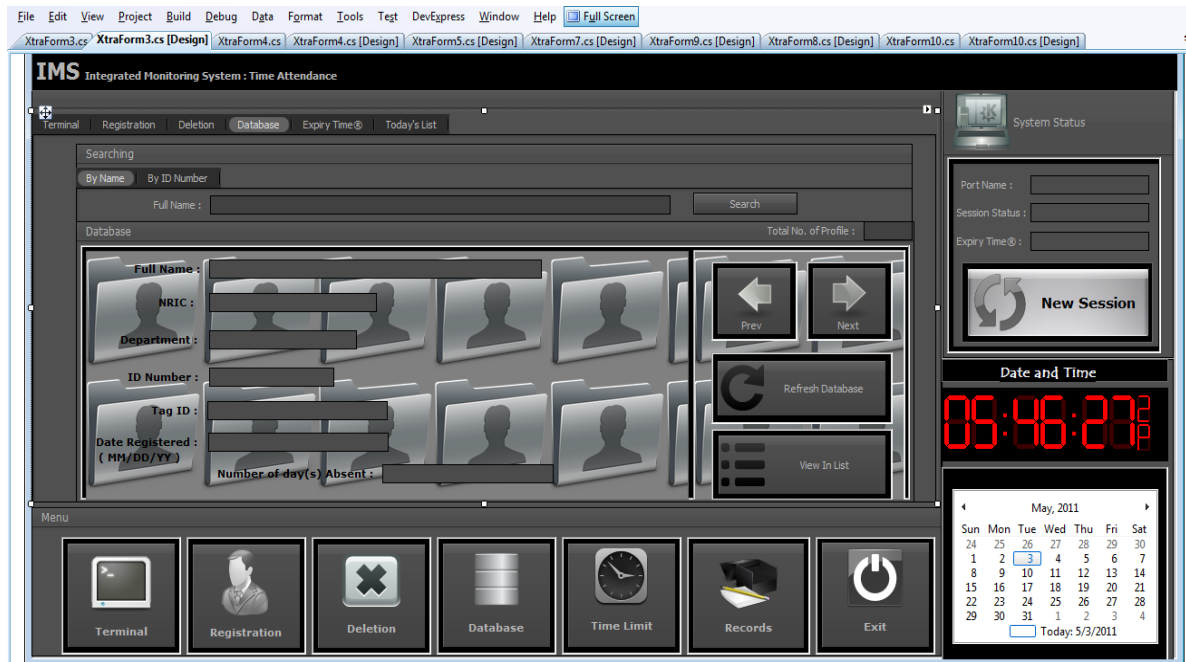 File Edit View Project Build Debug Data Format Tools Test DevExpress Window Help Full Screen
XtraForm3.cs XtraForm3.cs [Design] XtraForm4.cs XtraForm4.cs [Design] XtraForm5.cs [Design] XtraForm7.cs [Design] XtraForm9.cs [Design] XtraForm8.cs [Design] XtraForm10.cs XtraForm10.cs [Design]
IMS Integrated Monitoring System : Time Attendance
Terminal Registration Deletion Database Expiry Time® Today's List
Searching
By Name By ID Number
Full Name : Search
Database Total No. of Profile :
Full Name :
NRIC :
Department :
ID Number :
Tag ID :
Date Registered :
( MM/DD/YY )
Number of day(s) Absent :
Prev Next
Refresh Database
View In List
Menu
Terminal Registration Deletion Database Time Limit Records Exit
System Status
Port Name :
Session Status :
Expiry Time® :
New Session
Date and Time
05:46:27
May, 2011
Sun Mon Tue Wed Thu Fri Sat
24 25 26 27 28 29 30
1 2 3 4 5 6 7
8 9 10 11 12 13 14
15 16 17 18 19 20 21
22 23 24 25 26 27 28
29 30 31 1 2 3 4
Today: 5/3/2011